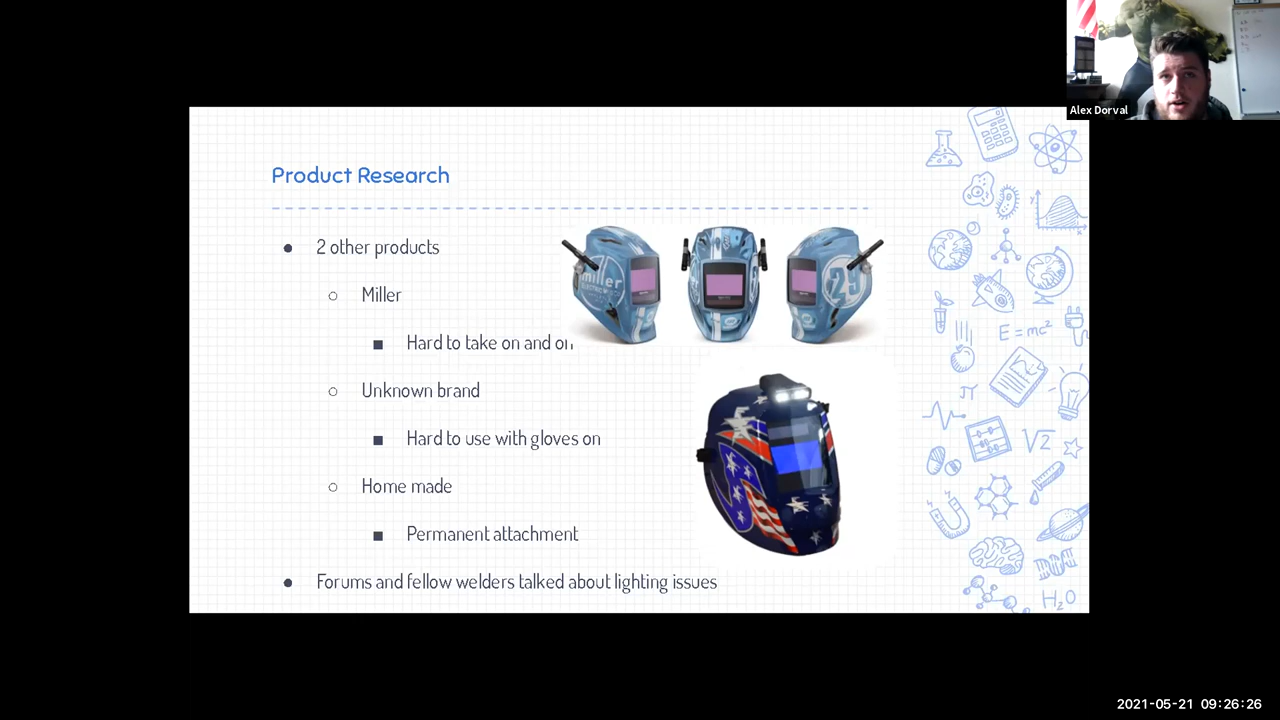 Alex Dorval
Product Research
2 other products
Miller
Hard to take on and on
Unknown brand
Hard to use with gloves on
Home made
Permanent attachment
Forums and fellow welders talked about lighting issues
miller
25
y
x
E=mc²
π
√2
H₂O
2021-05-21 09:26:26